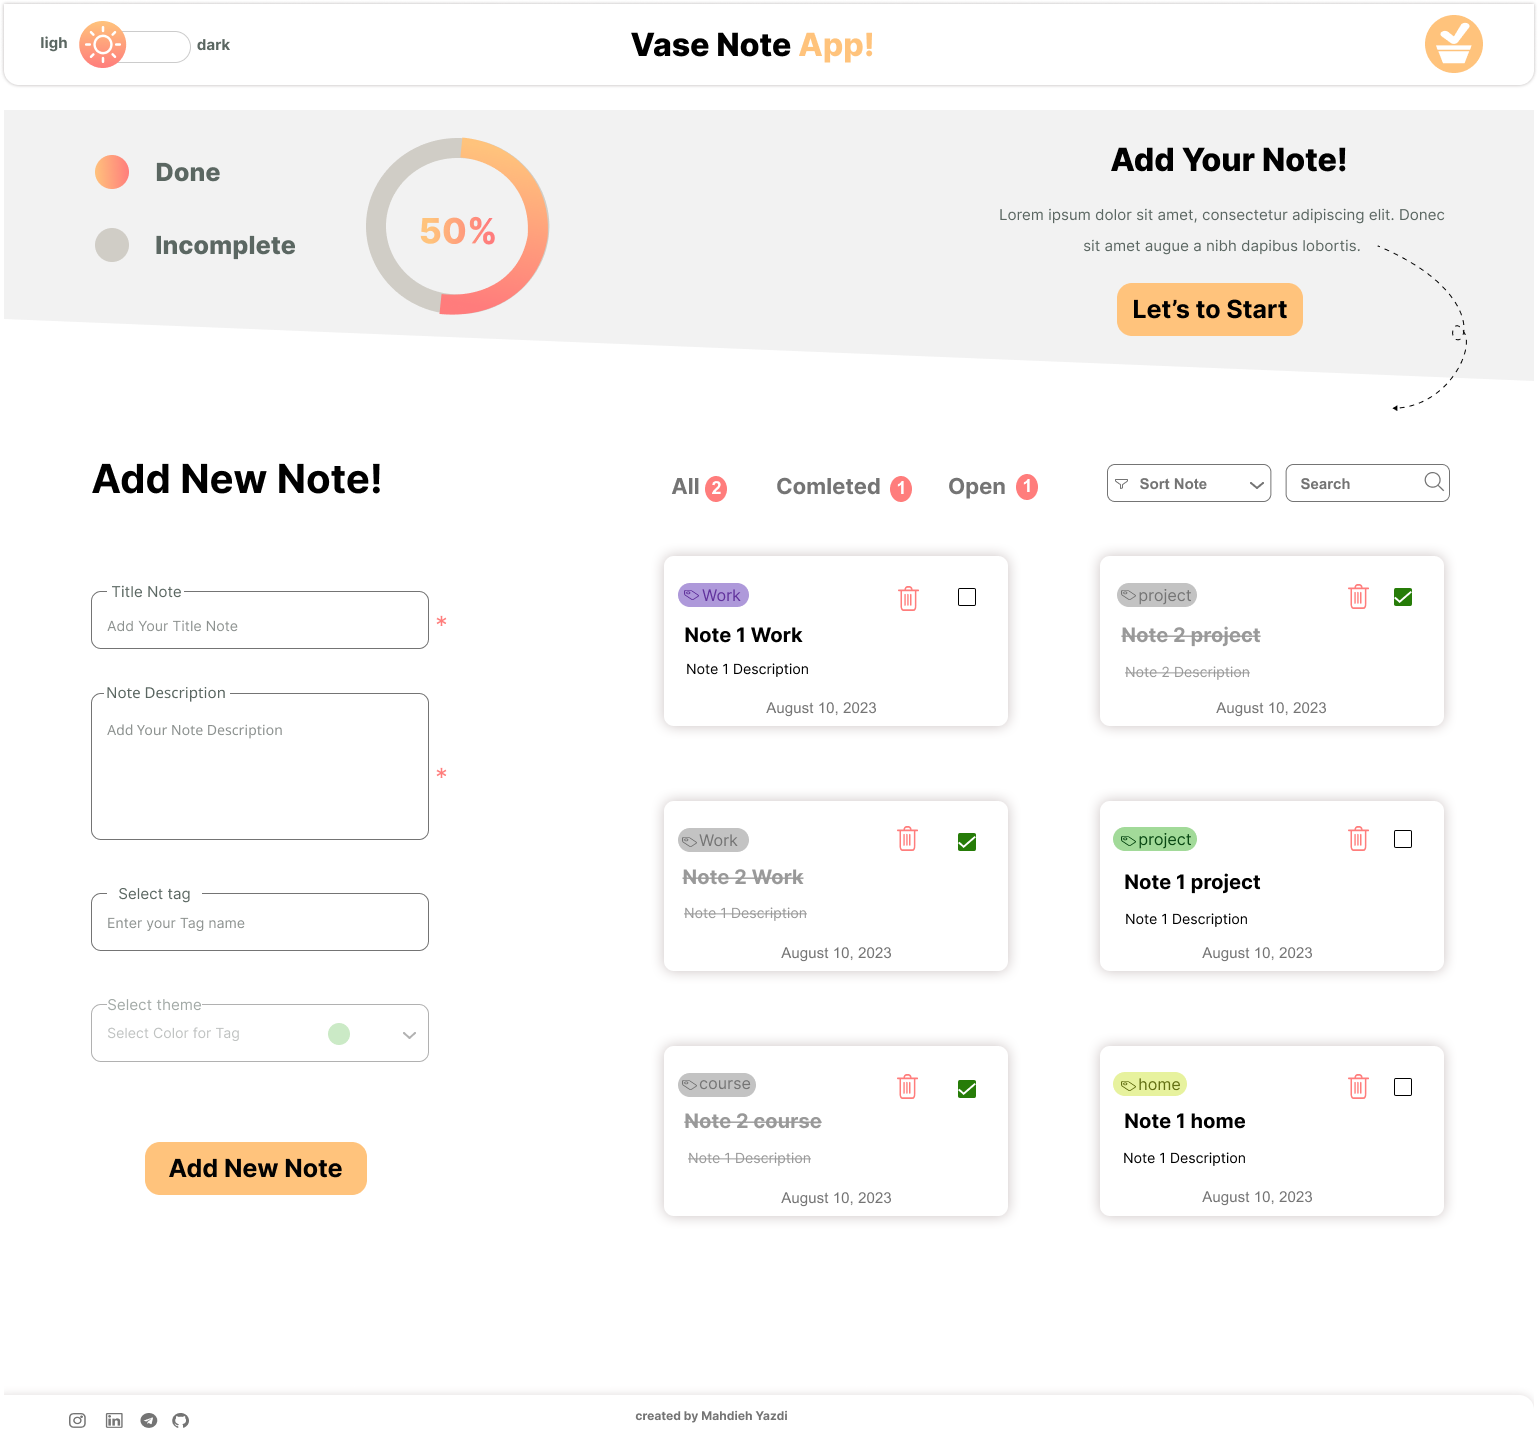 ligh
dark
Vase Note App!
Done
Incomplete
50%
Add Your Note!
Lorem ipsum dolor sit amet, consectetur adipiscing elit. Donec
sit amet augue a nibh dapibus lobortis.
Let’s to Start
Add New Note!
Title Note
Add Your Title Note
*
Note Description
Add Your Note Description
*
Select tag
Enter your Tag name
Select theme
Select Color for Tag
Add New Note
All 2
Comleted 1
Open 1
Sort Note
Search
Work
Note 1 Work
Note 1 Description
August 10, 2023
project
Note 2 project
Note 2 Description
August 10, 2023
Work
Note 2 Work
Note 1 Description
August 10, 2023
project
Note 1 project
Note 1 Description
August 10, 2023
course
Note 2 course
Note 1 Description
August 10, 2023
home
Note 1 home
Note 1 Description
August 10, 2023
created by Mahdieh Yazdi